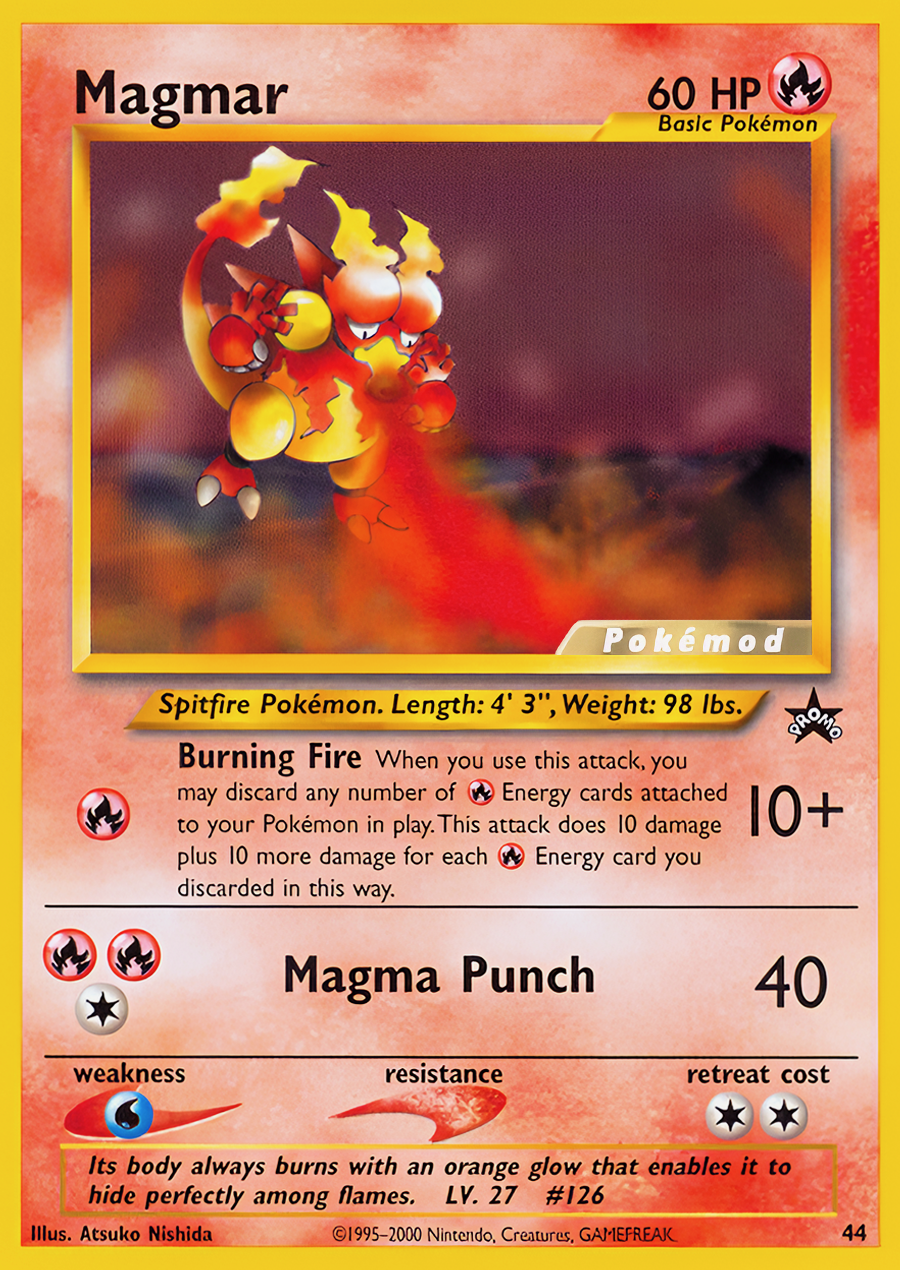 Magmar
60 HP
Basic Pokémon
Pokémod
Spitfire Pokémon. Length: 4' 3", Weight: 98 lbs.
PROMO
Burning Fire When you use this attack, you
may discard any number of Energy cards attached
to your Pokémon in play. This attack does 10 damage
plus 10 more damage for each Energy card you
discarded in this way.
10+
Magma Punch
40
weakness
resistance
retreat cost
Its body always burns with an orange glow that enables it to
hide perfectly among flames. LV. 27 #126
Illus. Atsuko Nishida
©1995-2000 Nintendo, Creatures, GAMEFREAK
44